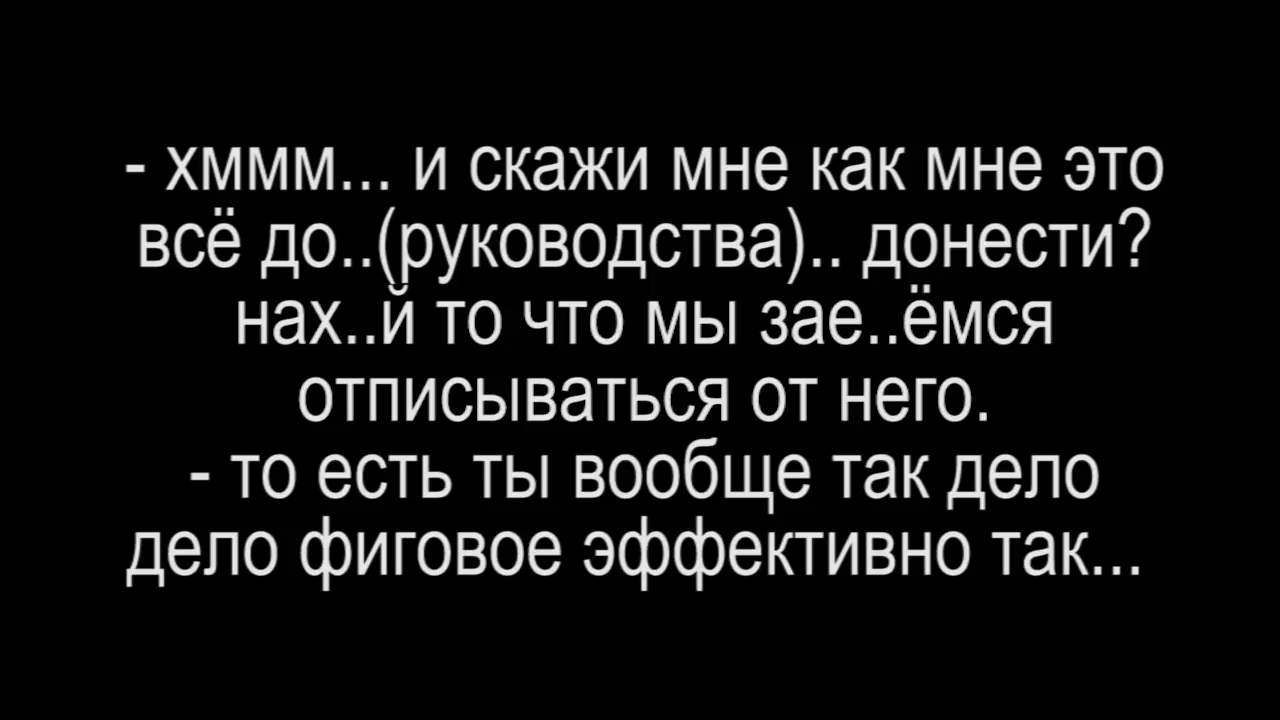 - хммм... и скажи мне как мне это
всё до..(руководства).. донести?
нах..й то что мы зае..ёмся
отписываться от него.
- то есть ты вообще так дело
дело фиговое эффективно так...